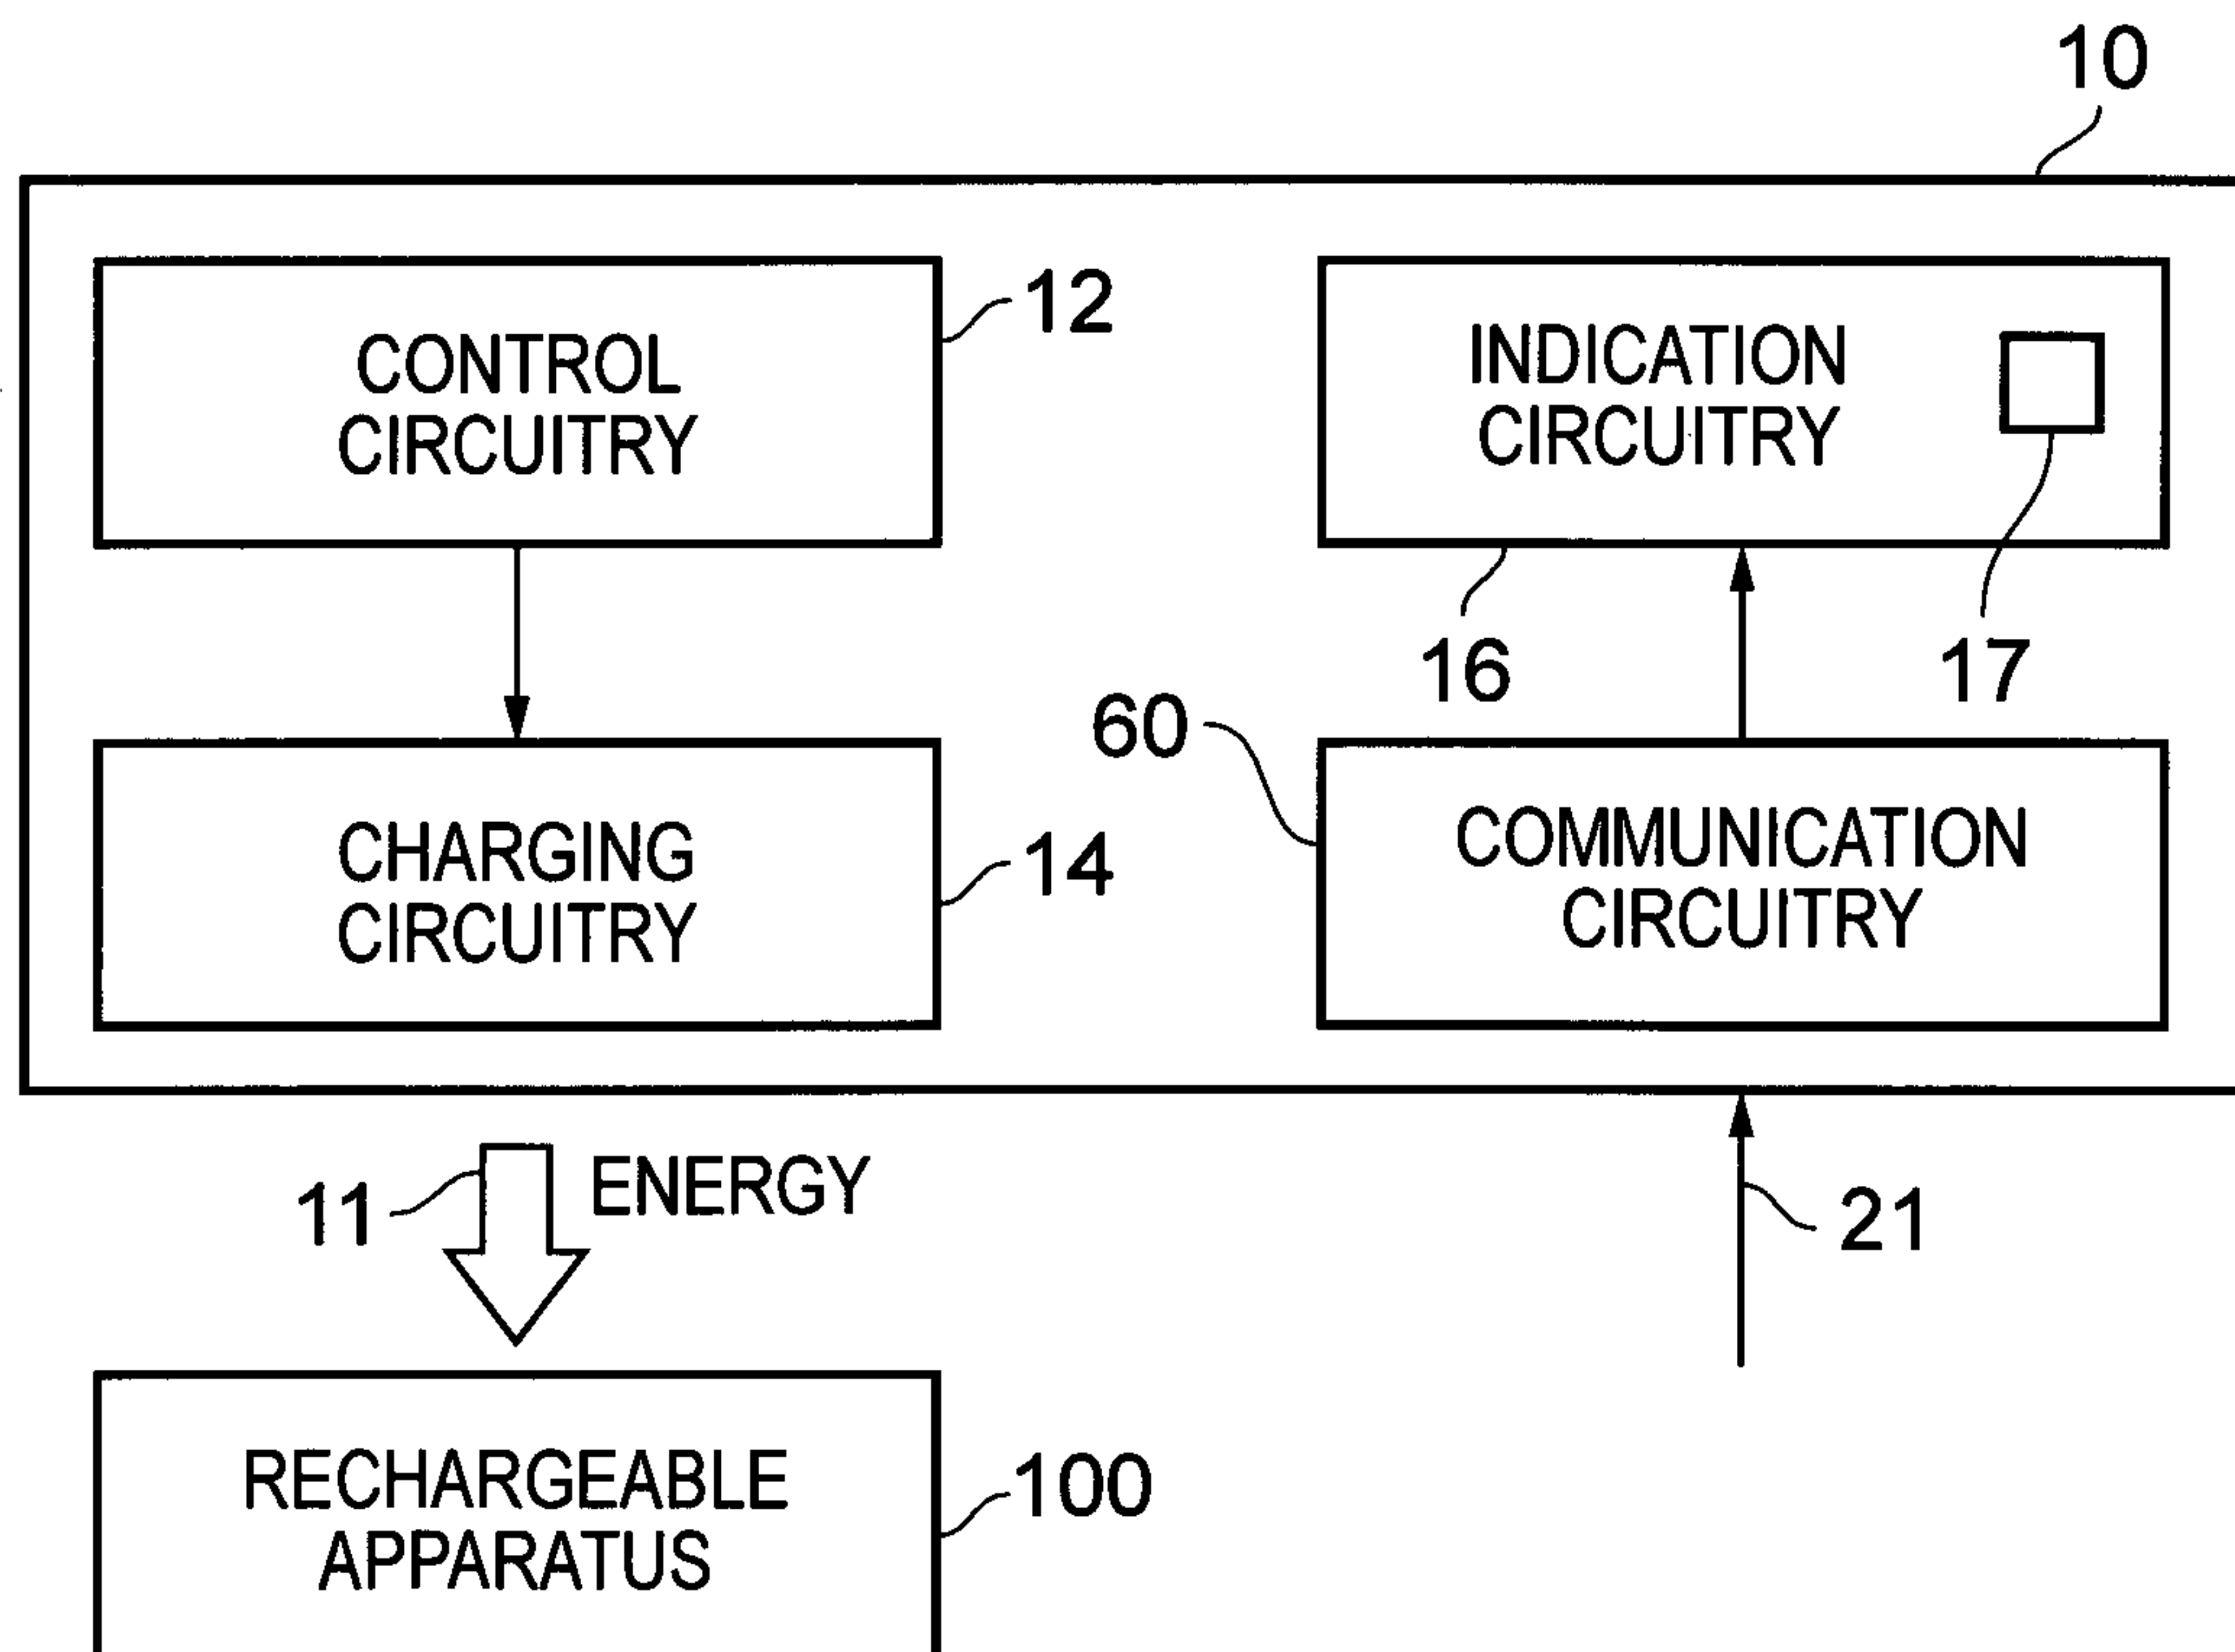 10
CONTROL
CIRCUITRY
12
INDICATION
CIRCUITRY
16
17
60
CHARGING
CIRCUITRY
14
COMMUNICATION
CIRCUITRY
11
ENERGY
21
RECHARGEABLE
APPARATUS
100